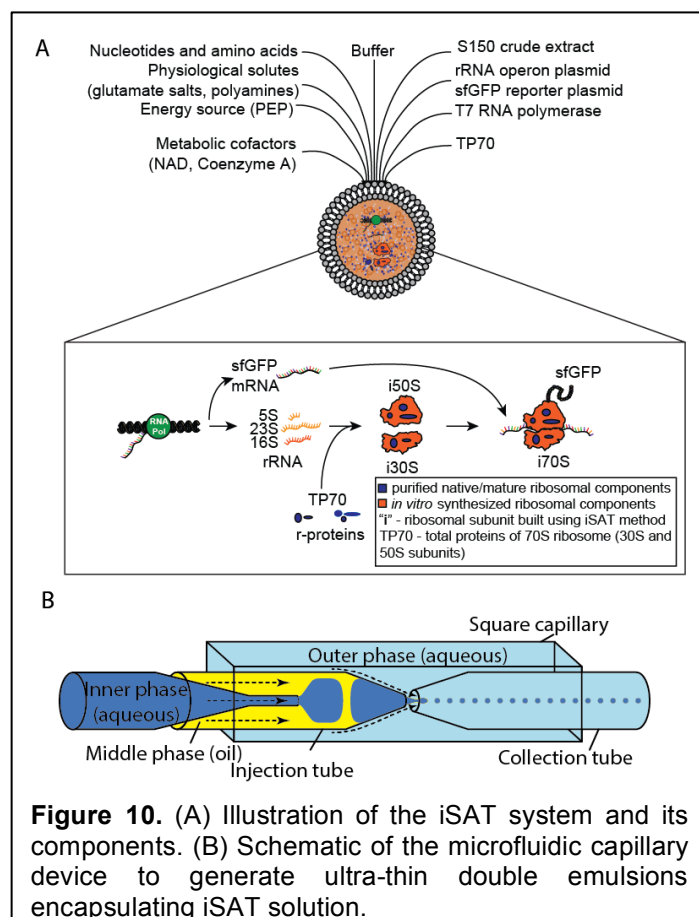 A
Nucleotides and amino acids
Physiological solutes
(glutamate salts, polyamines)
Energy source (PEP)
Metabolic cofactors
(NAD, Coenzyme A)
Buffer
S150 crude extract
rRNA operon plasmid
sfGFP reporter plasmid
T7 RNA polymerase
TP70
sfGFP
mRNA
RNA
Pol
5S
23S
16S
rRNA
TP70
r-proteins
i50S
i30S
sfGFP
i70S
purified native/mature ribosomal components
in vitro synthesized ribosomal components
"i" - ribosomal subunit built using iSAT method
TP70 - total proteins of 70S ribosome (30S and
50S subunits)
B
Square capillary
Outer phase (aqueous)
Inner phase
(aqueous)
Middle phase (oil)
Injection tube
Collection tube
Figure 10. (A) Illustration of the iSAT system and its
components. (B) Schematic of the microfluidic capillary
device to generate ultra-thin double emulsions
encapsulating iSAT solution.